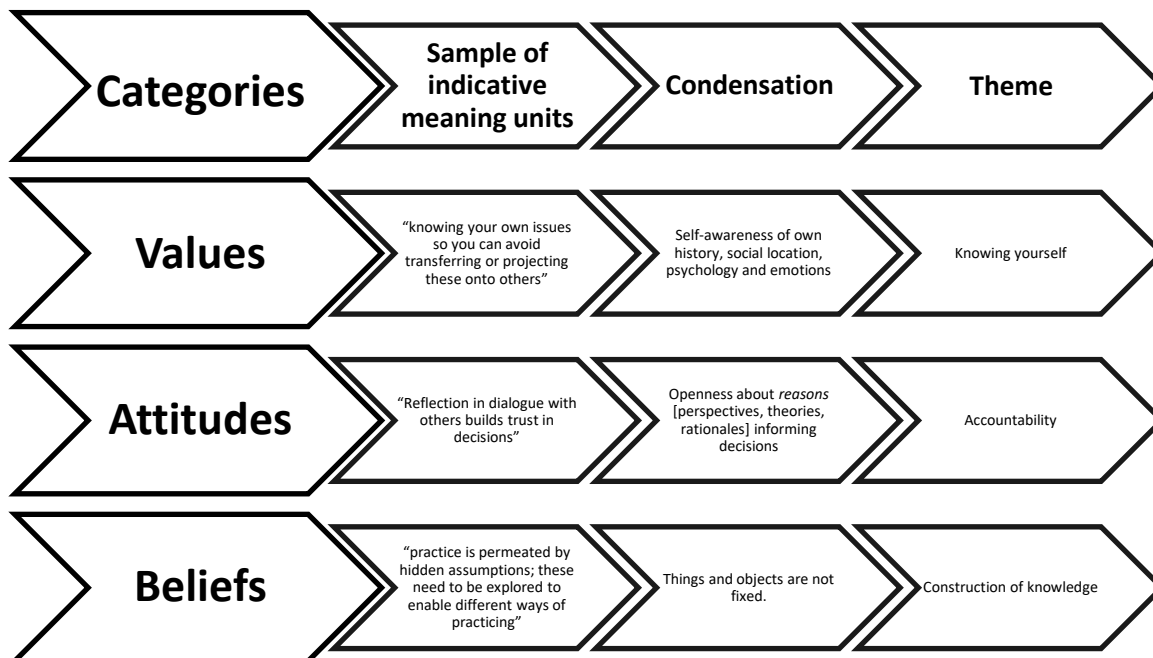 Categories
Sample of
indicative
meaning units
Condensation
Theme
Values
“knowing your own issues
so you can avoid
transferring or projecting
these onto others”
Self-awareness of own
history, social location,
psychology and emotions
Knowing yourself
Attitudes
“Reflection in dialogue with
others builds trust in
decisions”
Openness about reasons
[perspectives, theories,
rationales] informing
decisions
Accountability
Beliefs
“practice is permeated by
hidden assumptions; these
need to be explored to
enable different ways of
practicing”
Things and objects are not
fixed.
Construction of knowledge